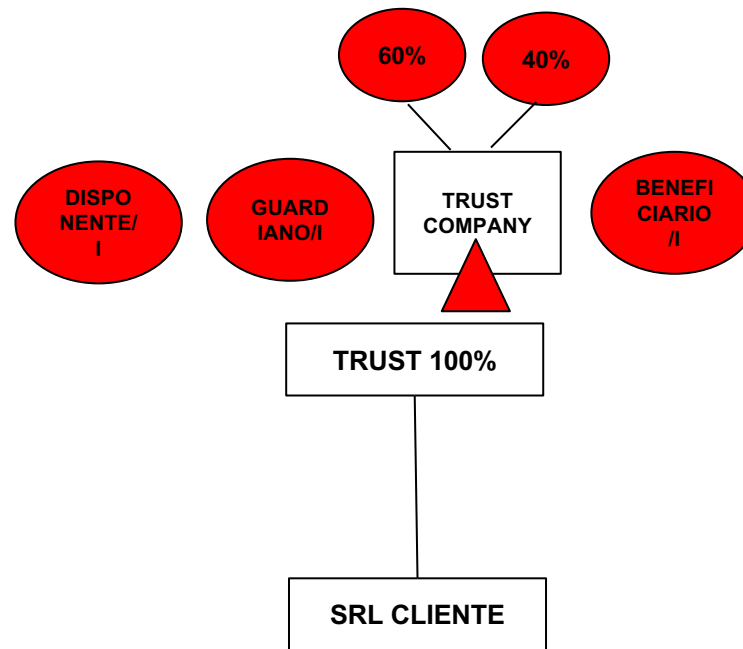 60%
40%
DISPO
NENTE/
I
GUARD
IANO/I
TRUST
COMPANY
BENEFI
CIARIO
/I
TRUST 100%
SRL CLIENTE